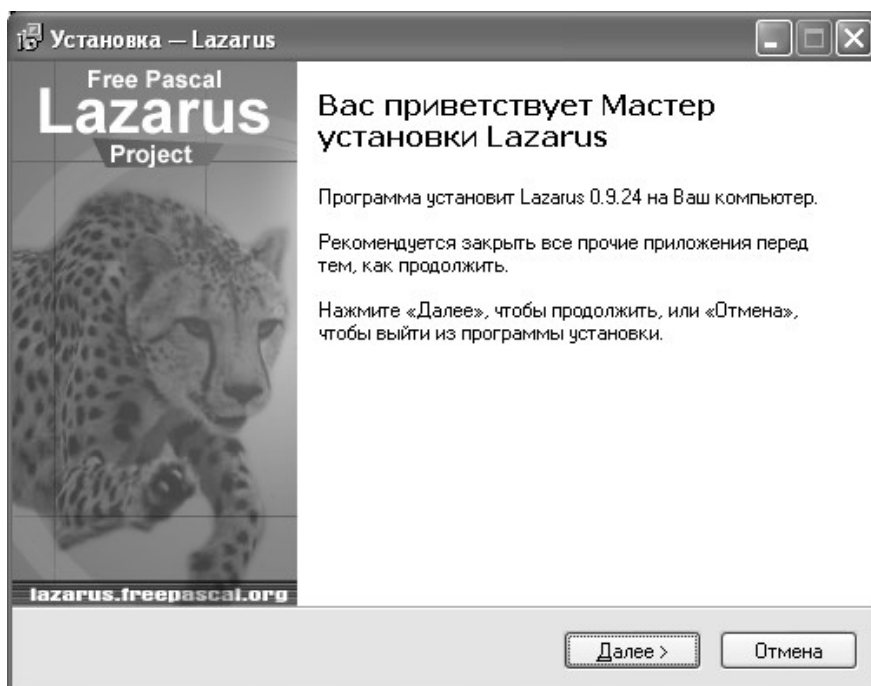 Установка — Lazarus
Free Pascal
Lazarus
Project
Вас приветствует Мастер
установки Lazarus
Программа установит Lazarus 0.9.24 на Ваш компьютер.
Рекомендуется закрыть все прочие приложения перед
тем, как продолжить.
Нажмите «Далее», чтобы продолжить, или «Отмена»,
чтобы выйти из программы установки.
lazarus.freepascal.org
Далее >
Отмена